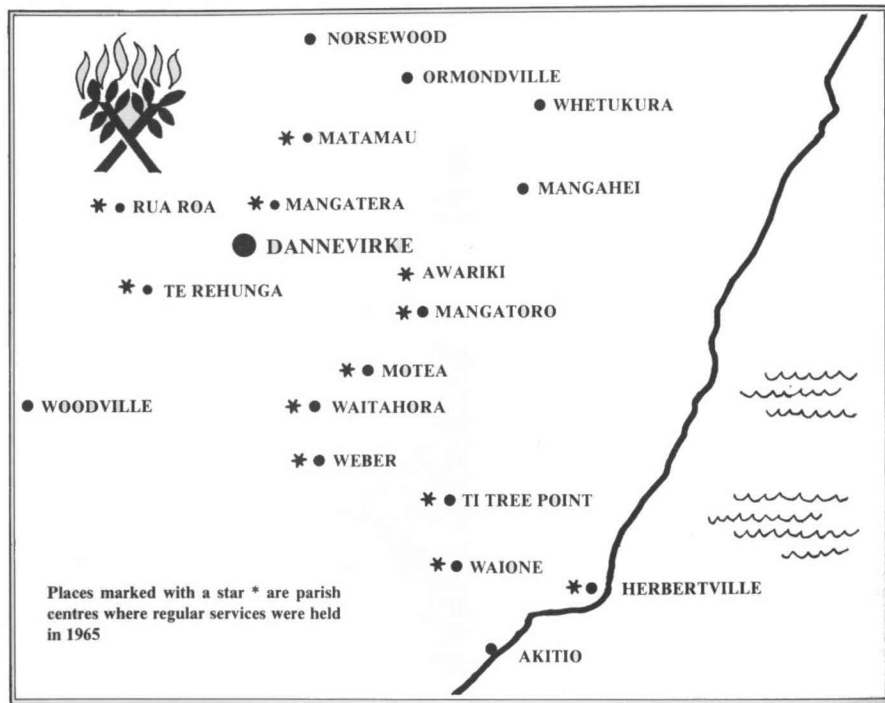 NORSEWOOD
ORMONDVILLE
WHETUKURA
* MATAMAU
MANGAHEI
* RUA ROA
* MANGATERA
DANNEVIRKE
* AWARIKI
* TE REHUNGA
* MANGATORO
* MOTEA
WOODVILLE
* WAITAHORA
* WEBER
* TI TREE POINT
* WAIONE
* HERBERTVILLE
Places marked with a star * are parish
centres where regular services were held
in 1965
AKITIO